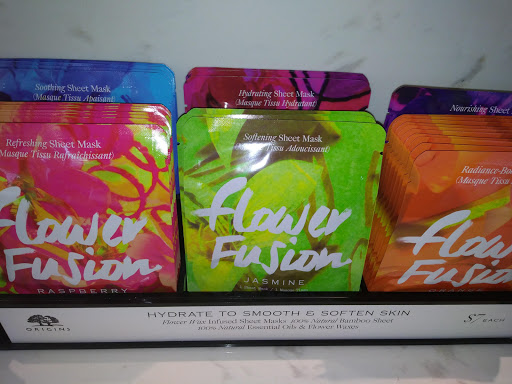 Soothing Sheet Mask
(Masque Tissu Apaisant)
Hydrating Sheet Mask
(Masque Tissu Hydratant)
Nourishing Sheet
Refreshing Sheet Mask
Masque Tissu Rafraîchissant)
Softening Sheet Mask
Tissu Adoucissant)
Radiance-Boo
(Masque Tissu
flower
Fusion
RASPBERRY
flower
Fusion
JASMINE
flow
Fusi
HYDRATE TO SMOOTH & SOFTEN SKIN
Flower Wax Infused Sheet Masks 100% Natural Bamboo Sheet
100% Natural Essential Oils & Flower Waxes
ORIGINS
$7 EACH